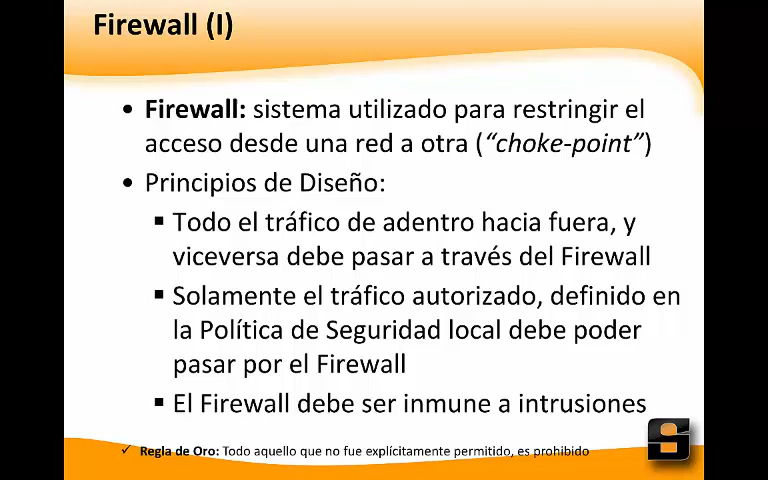 Firewall (I)
• Firewall: sistema utilizado para restringir el
acceso desde una red a otra (“choke-point”)
• Principios de Diseño:
▪ Todo el tráfico de adentro hacia fuera, y
viceversa debe pasar a través del Firewall
▪ Solamente el tráfico autorizado, definido en
la Política de Seguridad local debe poder
pasar por el Firewall
▪ El Firewall debe ser inmune a intrusiones
✓ Regla de Oro: Todo aquello que no fue explícitamente permitido, es prohibido